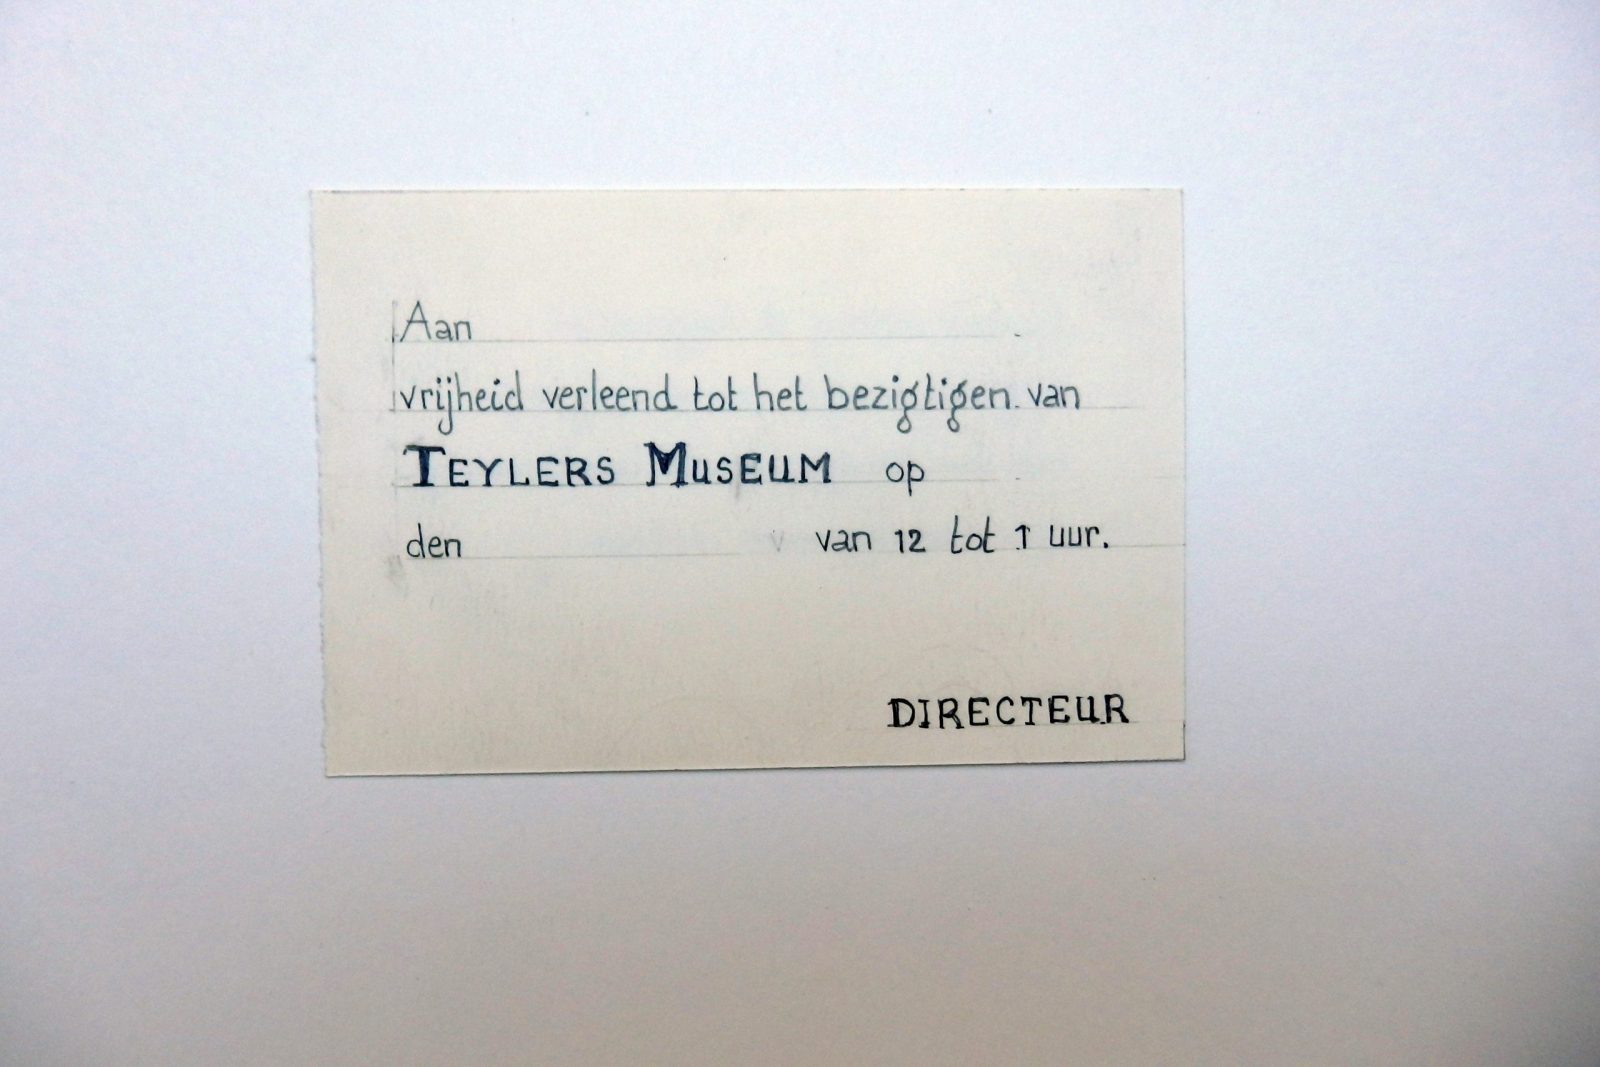 Aan
vrijheid verleend tot het bezigtigen van
TEYLERS MUSEUM op
den van 12 tot 1 uur.
DIRECTEUR